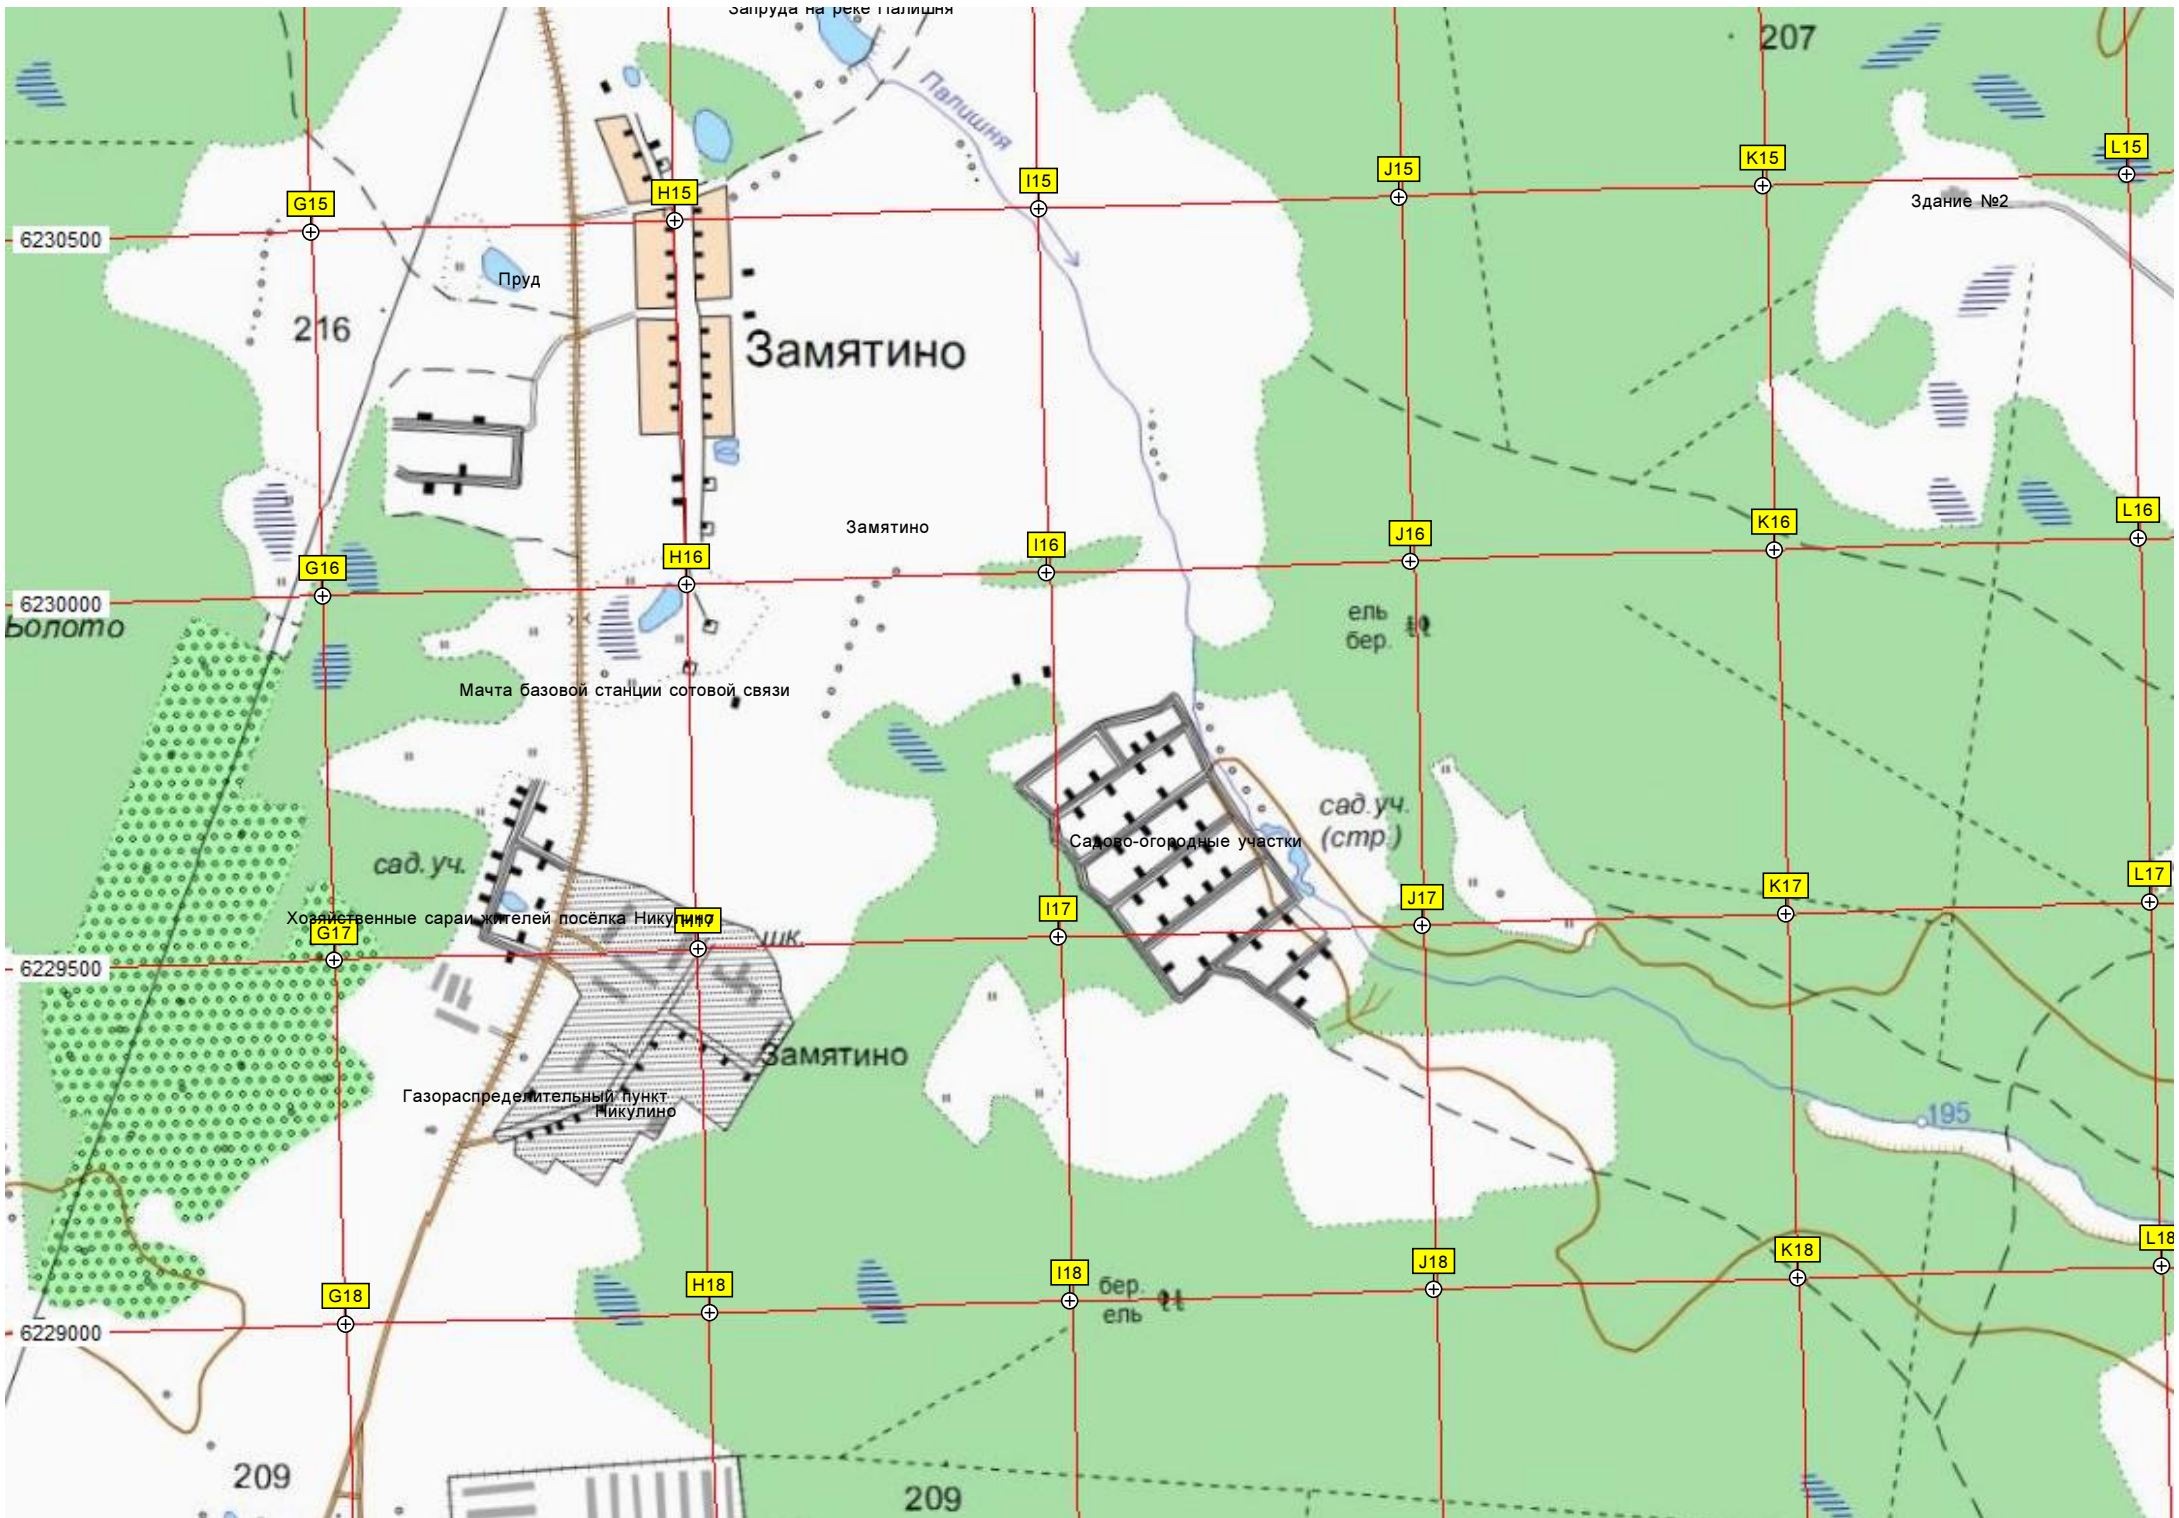 Запруда на реке Палишня
207
Палишня
L15
K15
J15
I15
H15
G15
Здание №2
6230500
Пруд
216
Замятино
L16
K16
J16
Замятино
I16
H16
G16
6230000
Болото
ель
бер.
Мачта базовой станции сотовой связи
сад.уч.
(стр.)
Садово-огородные участки
сад.уч.
L17
K17
J17
I17
Хозяйственные сараи жителей посёлка Никулино
H17
G17
шк.
6229500
Замятино
Газораспределительный пункт
Никулино
195
L18
K18
J18
I18
H18
G18
бер.
ель
6229000
209
209